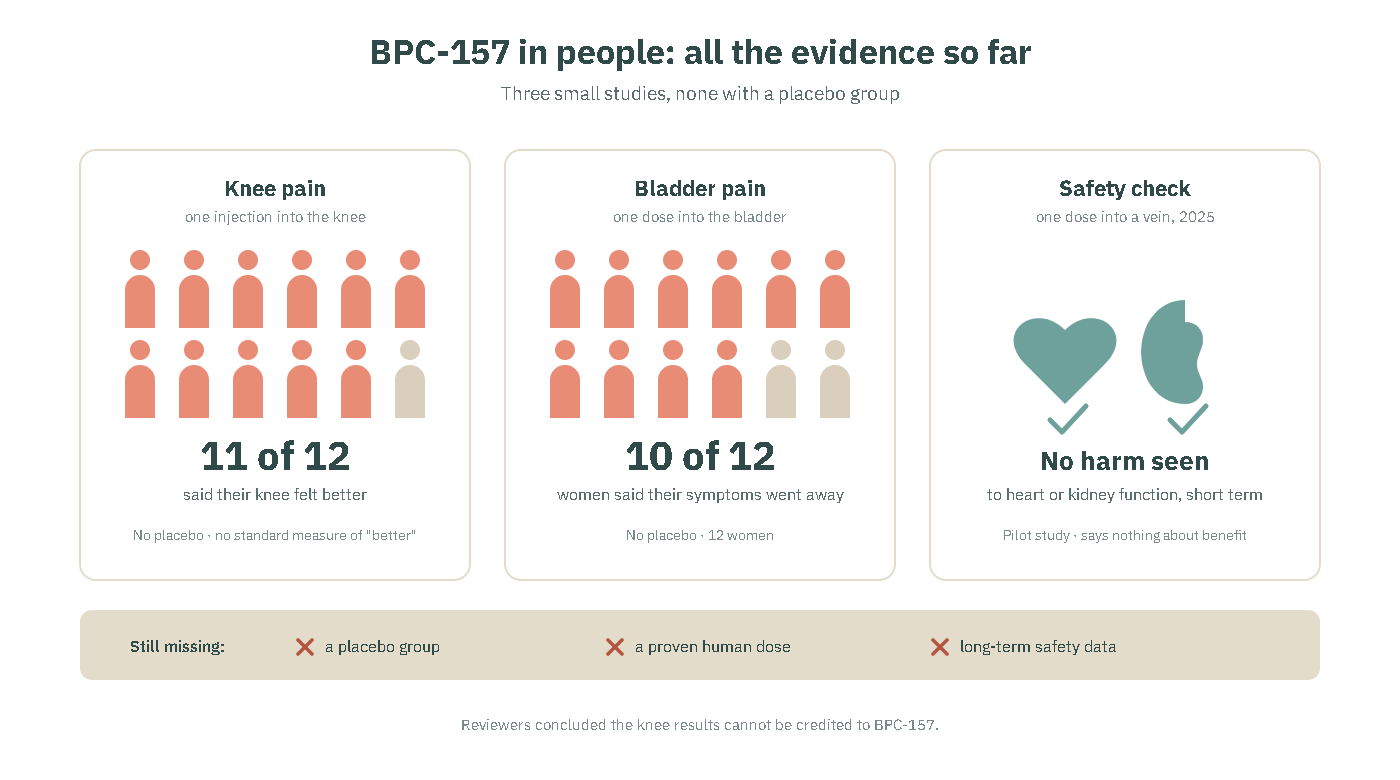 BPC-157 in people: all the evidence so far
Three small studies, none with a placebo group
Knee pain
one injection into the knee
11 of 12
said their knee felt better
No placebo · no standard measure of "better"
Bladder pain
one dose into the bladder
10 of 12
women said their symptoms went away
No placebo · 12 women
Safety check
one dose into a vein, 2025
No harm seen
to heart or kidney function, short term
Pilot study · says nothing about benefit
Still missing:
a placebo group
a proven human dose
long-term safety data
Reviewers concluded the knee results cannot be credited to BPC-157.